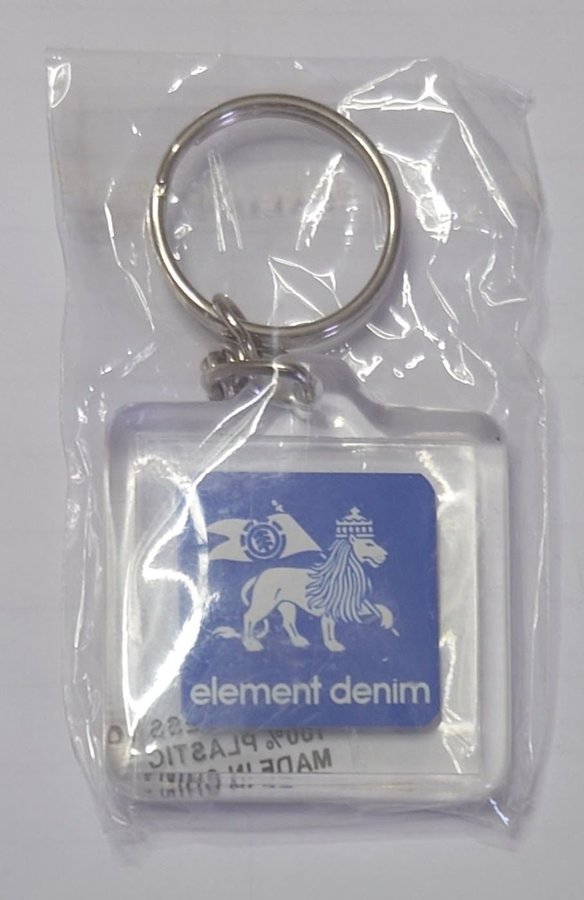 element denim
100% PLASTIC
MADE IN